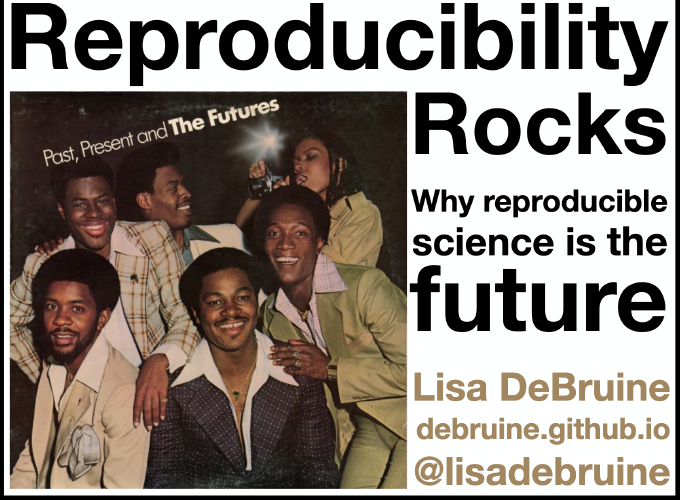 Reproducibility
Rocks
Past, Present and The Futures
Why reproducible
science is the
future
Lisa DeBruine
debruine.github.io
@lisadebruine